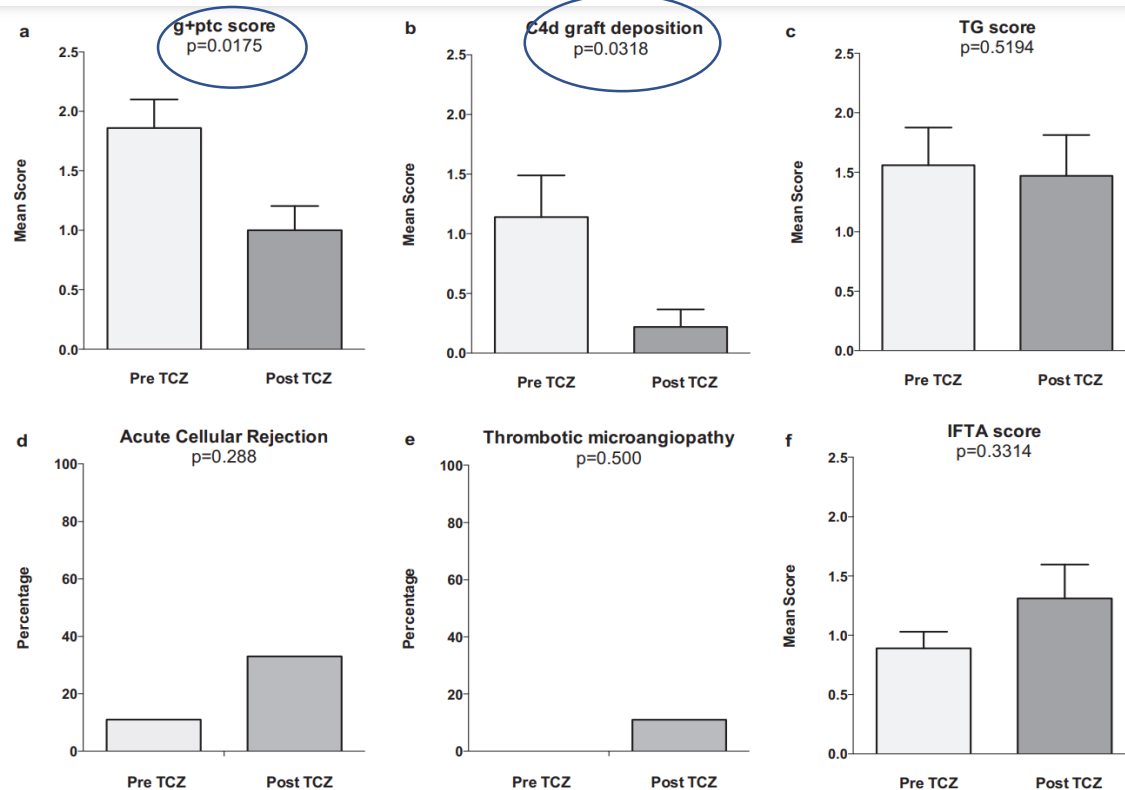 a
g+ptc score
p=0.0175
Mean Score
2.5
2.0
1.5
1.0
0.5
0.0
Pre TCZ Post TCZ
b
C4d graft deposition
p=0.0318
Mean Score
2.5
2.0
1.5
1.0
0.5
0.0
Pre TCZ Post TCZ
c
TG score
p=0.5194
Mean Score
2.5
2.0
1.5
1.0
0.5
0.0
Pre TCZ Post TCZ
d
Acute Cellular Rejection
p=0.288
Percentage
100
80
60
40
20
0
Pre TCZ Post TCZ
e
Thrombotic microangiopathy
p=0.500
Percentage
100
80
60
40
20
0
Pre TCZ Post TCZ
f
IFTA score
p=0.3314
Mean Score
2.5
2.0
1.5
1.0
0.5
0.0
Pre TCZ Post TCZ